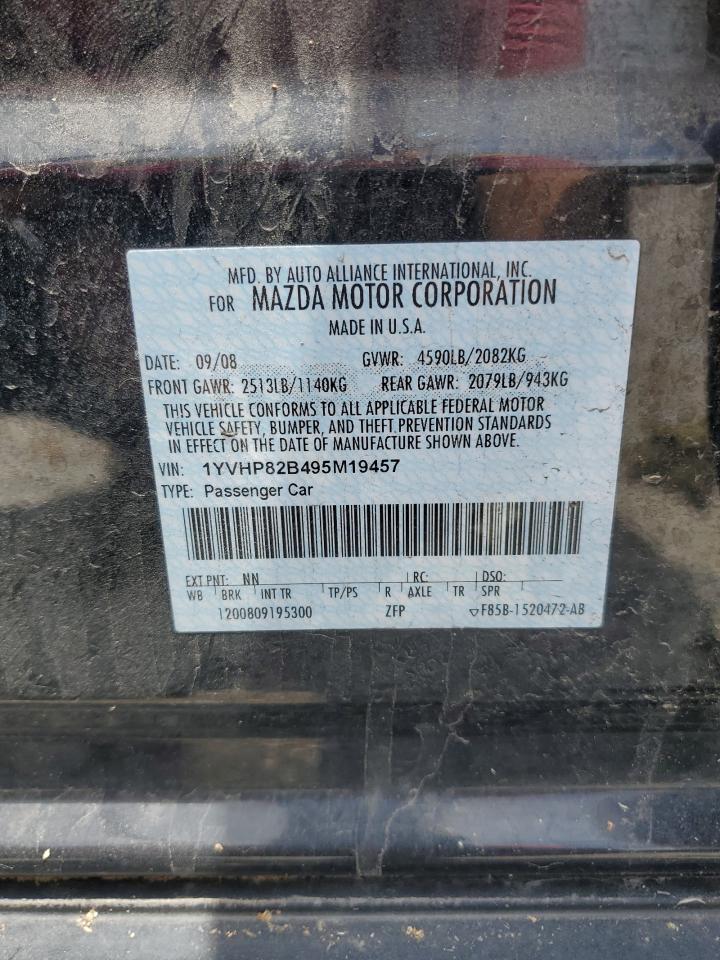 MFD. BY AUTO ALLIANCE INTERNATIONAL, INC.
FOR MAZDA MOTOR CORPORATION
MADE IN U.S.A.
DATE: 09/08 GVWR: 4590LB/2082KG
FRONT GAWR: 2513LB/1140KG REAR GAWR: 2079LB/943KG
THIS VEHICLE CONFORMS TO ALL APPLICABLE FEDERAL MOTOR
VEHICLE SAFETY, BUMPER, AND THEFT PREVENTION STANDARDS
IN EFFECT ON THE DATE OF MANUFACTURE SHOWN ABOVE.
VIN: 1YVHP82B495M19457
TYPE: Passenger Car
EXT PNT: NN RC: DSO:
WB BRK INT TR TP/PS R AXLE TR SPR
1200809195300 ZFP F85B-1520472-AB